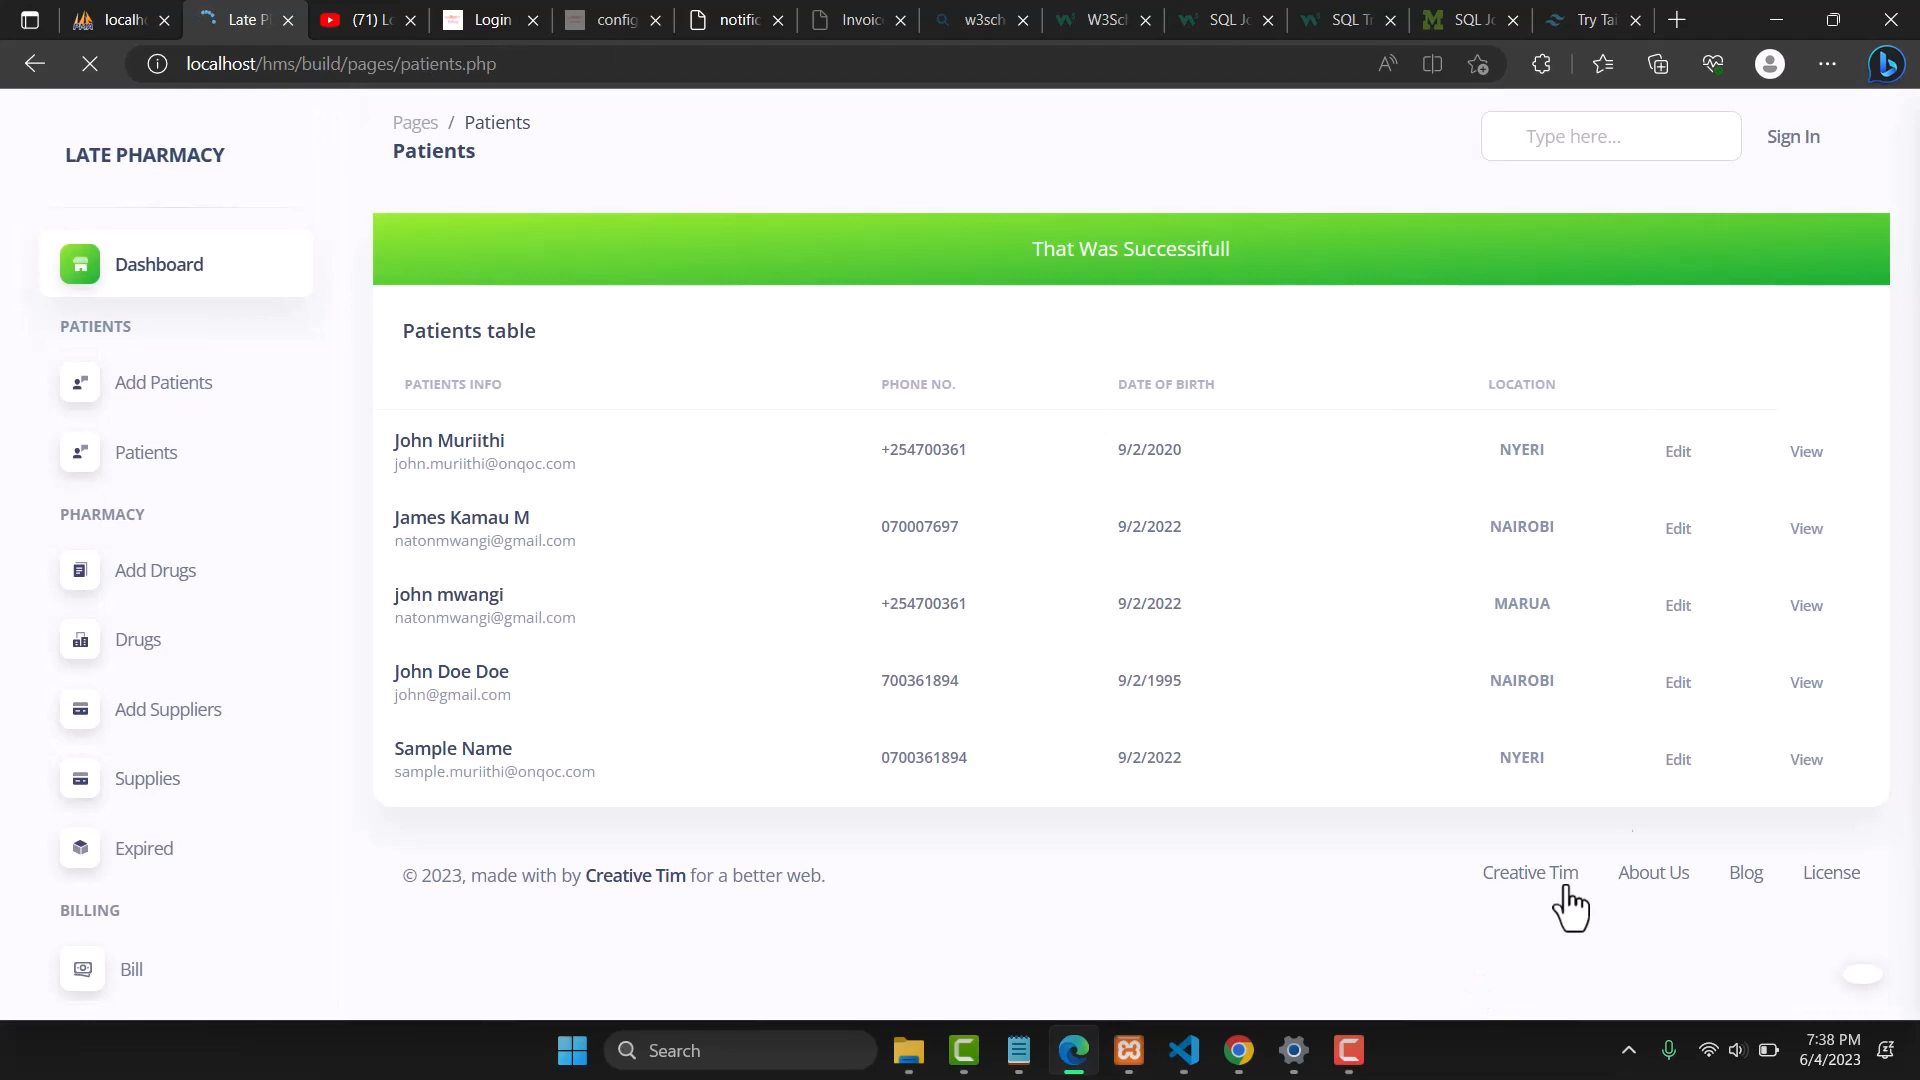 localh
Late P
(71) L
Login
config
notific
Invoic
w3sch
W3Sc
SQL Jo
SQL Tr
SQL Jo
Try Tai
localhost/hms/build/pages/patients.php
LATE PHARMACY
Dashboard
PATIENTS
Add Patients
Patients
PHARMACY
Add Drugs
Drugs
Add Suppliers
Supplies
Expired
BILLING
Bill
Pages / Patients
Patients
Type here...
Sign In
That Was Successifull
Patients table
PATIENTS INFO PHONE NO. DATE OF BIRTH LOCATION
John Muriithi
john.muriithi@onqoc.com
+254700361 9/2/2020 NYERI Edit View
James Kamau M
natonmwangi@gmail.com
070007697 9/2/2022 NAIROBI Edit View
john mwangi
natonmwangi@gmail.com
+254700361 9/2/2022 MARUA Edit View
John Doe Doe
john@gmail.com
700361894 9/2/1995 NAIROBI Edit View
Sample Name
sample.muriithi@onqoc.com
0700361894 9/2/2022 NYERI Edit View
© 2023, made with by Creative Tim for a better web.
Creative Tim About Us Blog License
Search
7:38 PM
6/4/2023